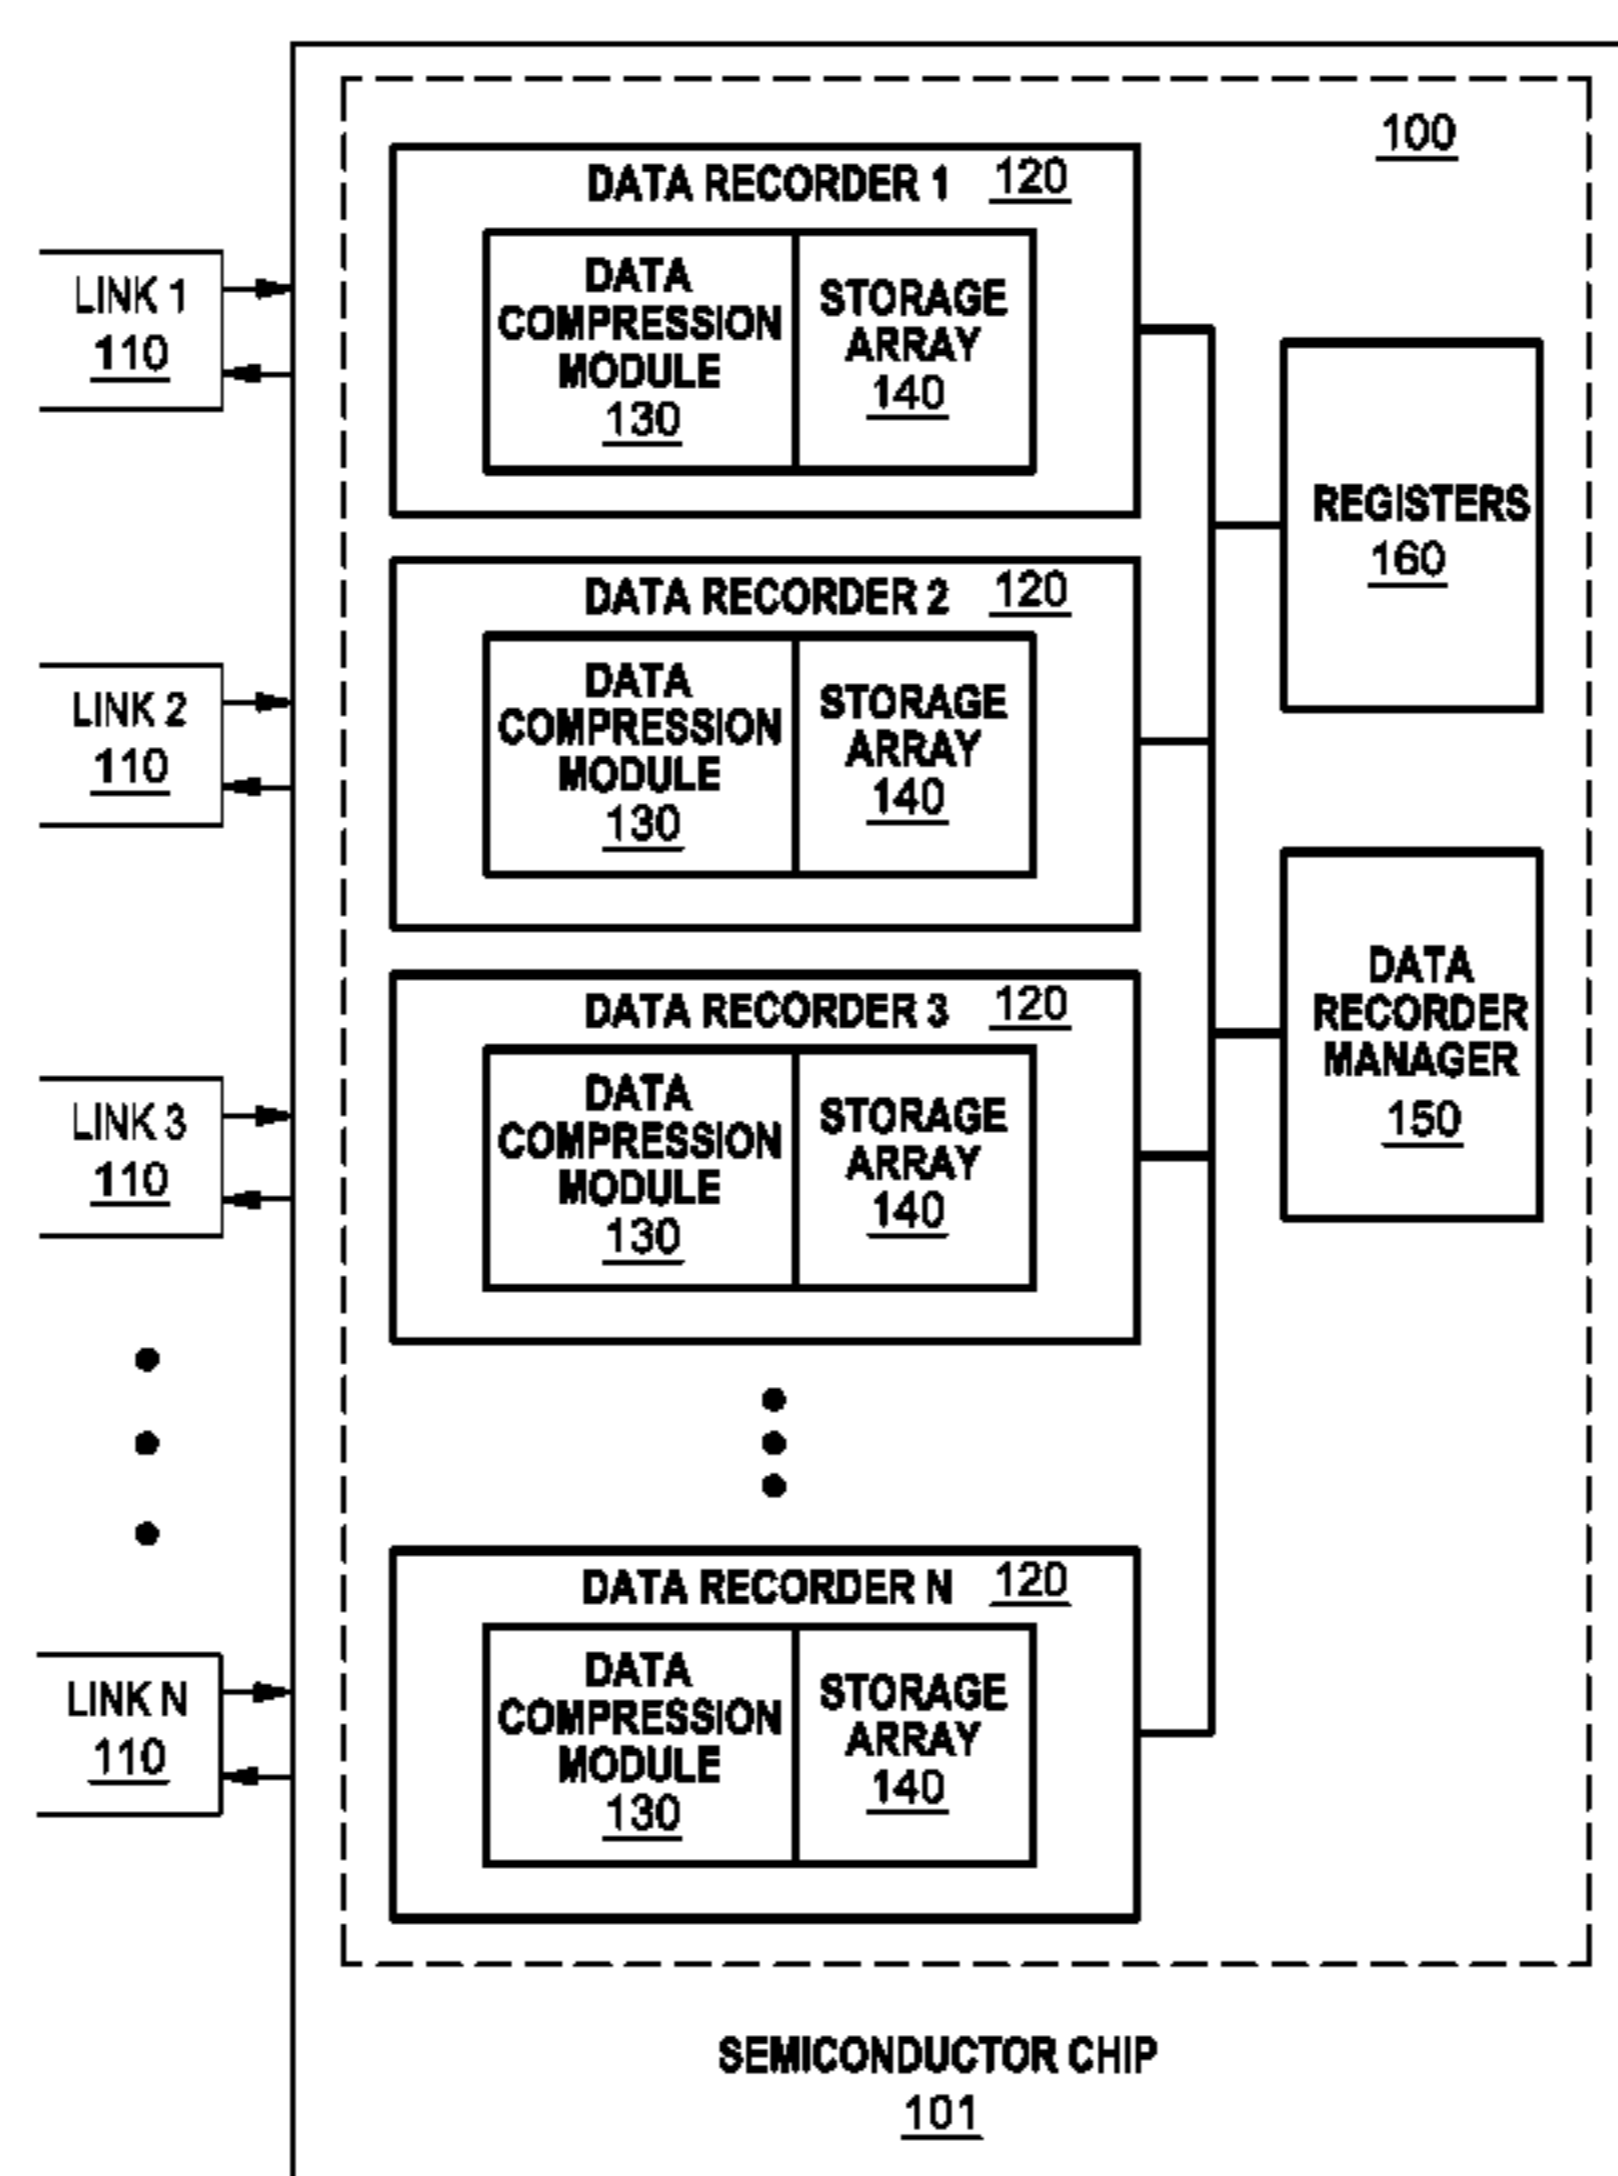 100
DATA RECORDER 1 120
DATA
COMPRESSION
MODULE
130
STORAGE
ARRAY
140
LINK 1
110
REGISTERS
160
DATA RECORDER 2 120
DATA
COMPRESSION
MODULE
130
STORAGE
ARRAY
140
LINK 2
110
DATA
RECORDER
MANAGER
150
DATA RECORDER 3 120
DATA
COMPRESSION
MODULE
130
STORAGE
ARRAY
140
LINK 3
110
DATA RECORDER N 120
DATA
COMPRESSION
MODULE
130
STORAGE
ARRAY
140
LINK N
110
SEMICONDUCTOR CHIP
101